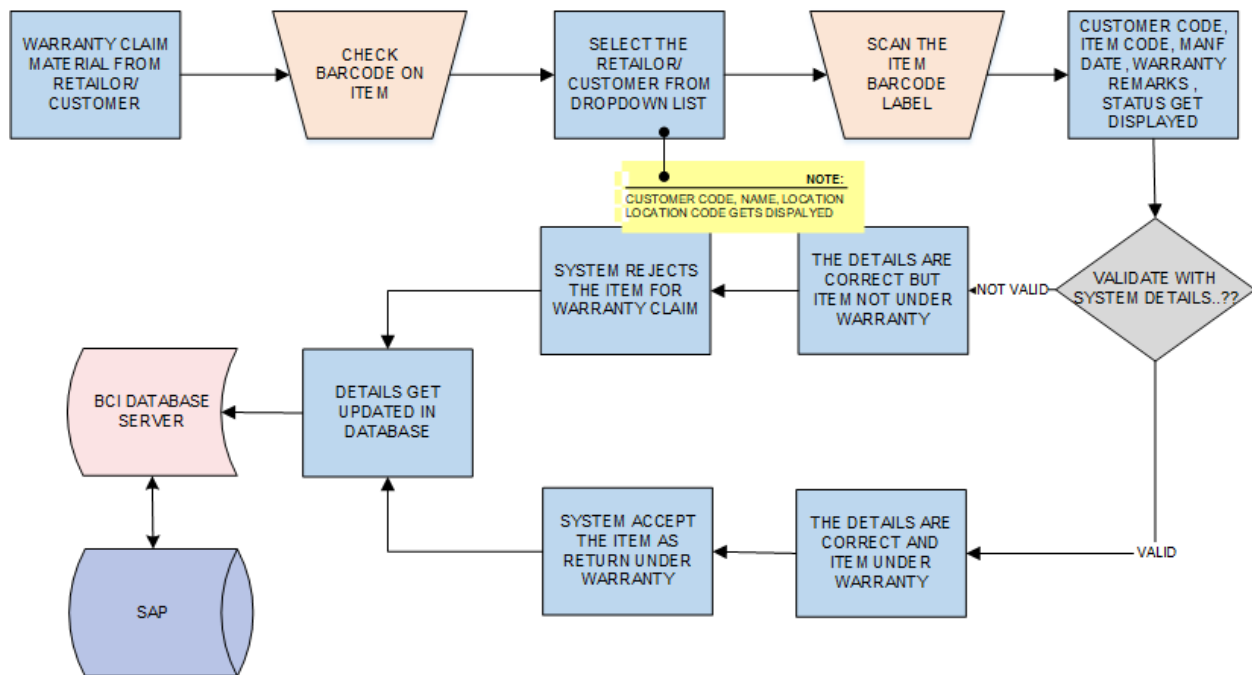 WARRANTY CLAIM
MATERIAL FROM
RETAILOR/
CUSTOMER
CHECK
BARCODE ON
ITEM
SELECT THE
RETAILOR/
CUSTOMER FROM
DROPDOWN LIST
SCAN THE
ITEM
BARCODE
LABEL
CUSTOMER CODE,
ITEM CODE, MANF
DATE, WARRANTY
REMARKS ,
STATUS GET
DISPLAYED
NOTE:
CUSTOMER CODE, NAME, LOCATION
LOCATION CODE GETS DISPALYED
SYSTEM REJECTS
THE ITEM FOR
WARRANTY CLAIM
THE DETAILS ARE
CORRECT BUT
ITEM NOT UNDER
WARRANTY
NOT VALID
VALIDATE WITH
SYSTEM DETAILS..??
BCI DATABASE
SERVER
DETAILS GET
UPDATED IN
DATABASE
SYSTEM ACCEPT
THE ITEM AS
RETURN UNDER
WARRANTY
THE DETAILS ARE
CORRECT AND
ITEM UNDER
WARRANTY
VALID
SAP